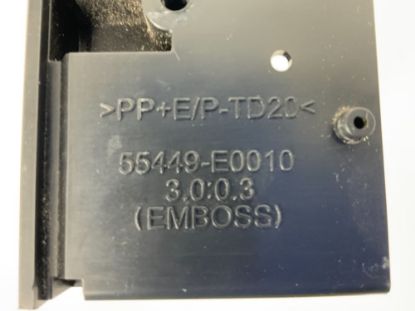 >PP+E/P-TD20<
55449-E0010
3.0:0.3
(EMBOSS)